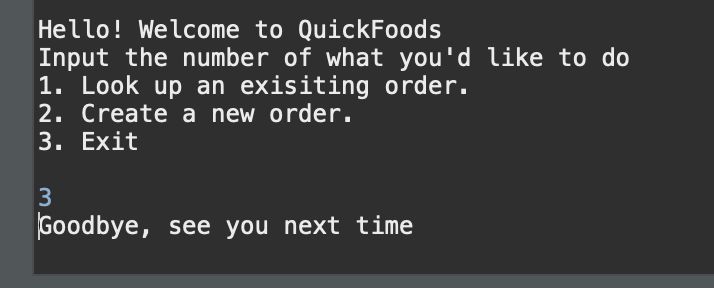 Hello! Welcome to QuickFoods
Input the number of what you'd like to do
1. Look up an exisiting order.
2. Create a new order.
3. Exit
3
Goodbye, see you next time